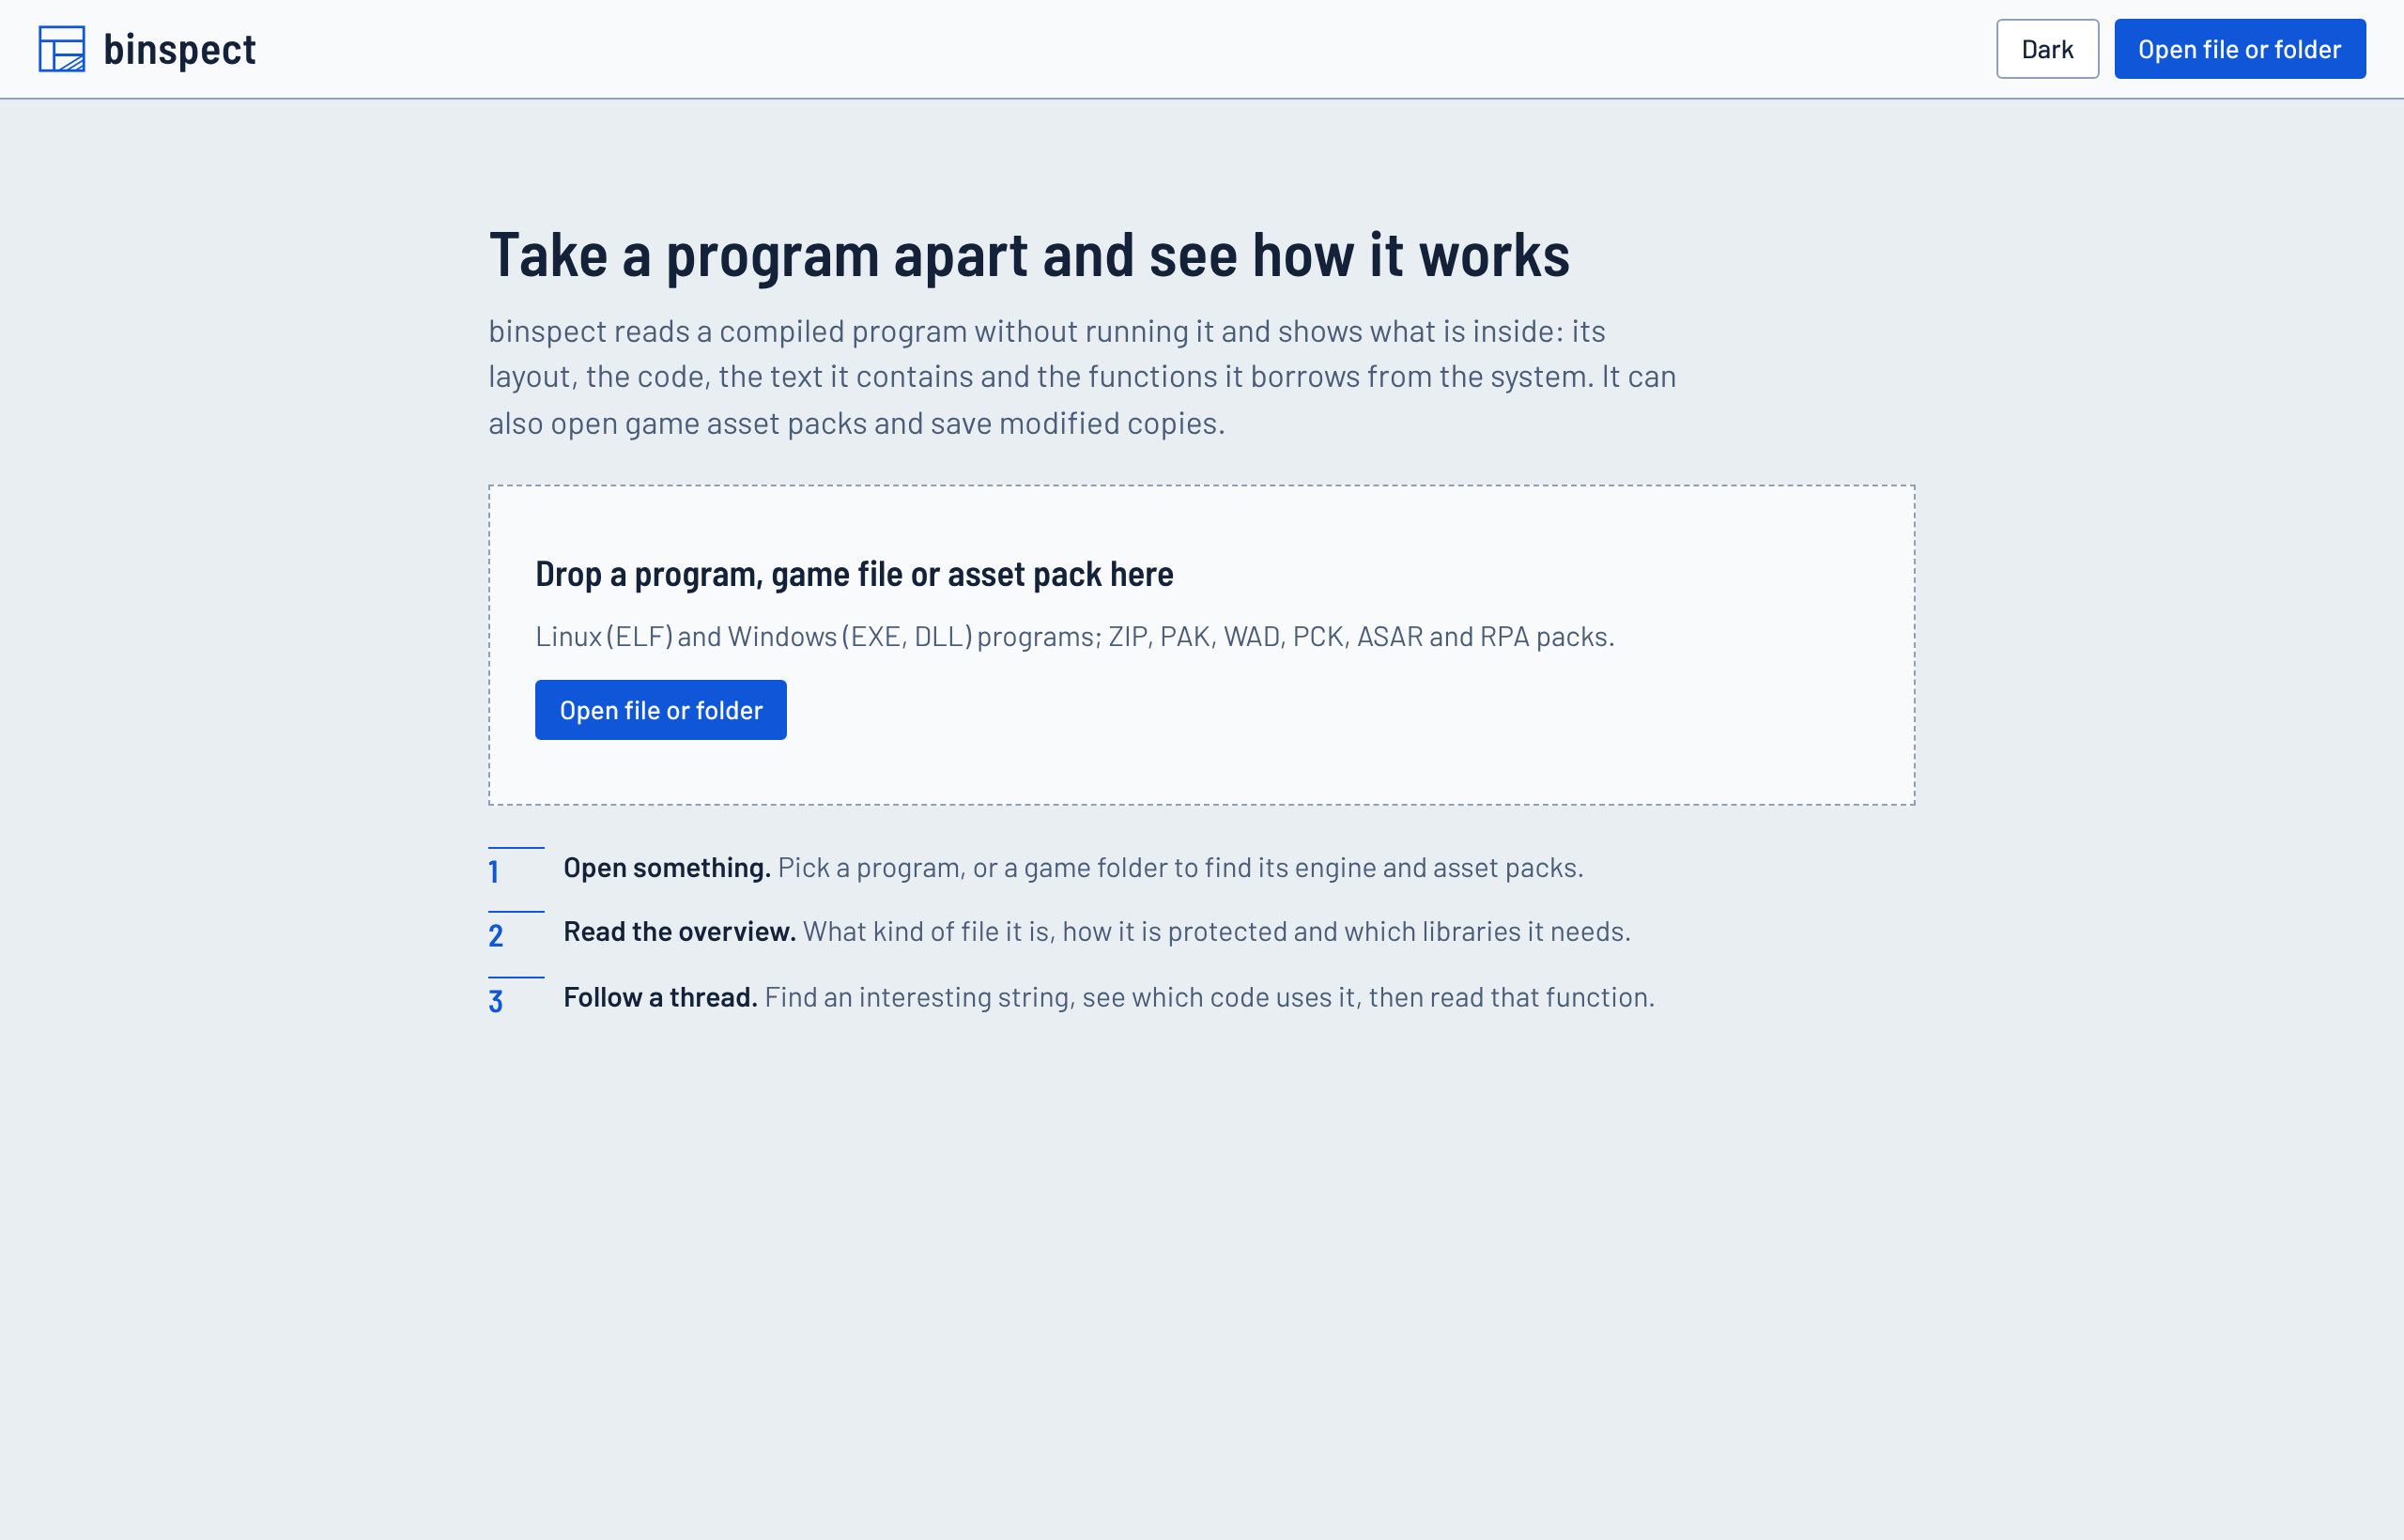 binspect
Dark
Open file or folder
Take a program apart and see how it works
binspect reads a compiled program without running it and shows what is inside: its
layout, the code, the text it contains and the functions it borrows from the system. It can
also open game asset packs and save modified copies.
Drop a program, game file or asset pack here
Linux (ELF) and Windows (EXE, DLL) programs; ZIP, PAK, WAD, PCK, ASAR and RPA packs.
Open file or folder
1 Open something. Pick a program, or a game folder to find its engine and asset packs.
2 Read the overview. What kind of file it is, how it is protected and which libraries it needs.
3 Follow a thread. Find an interesting string, see which code uses it, then read that function.